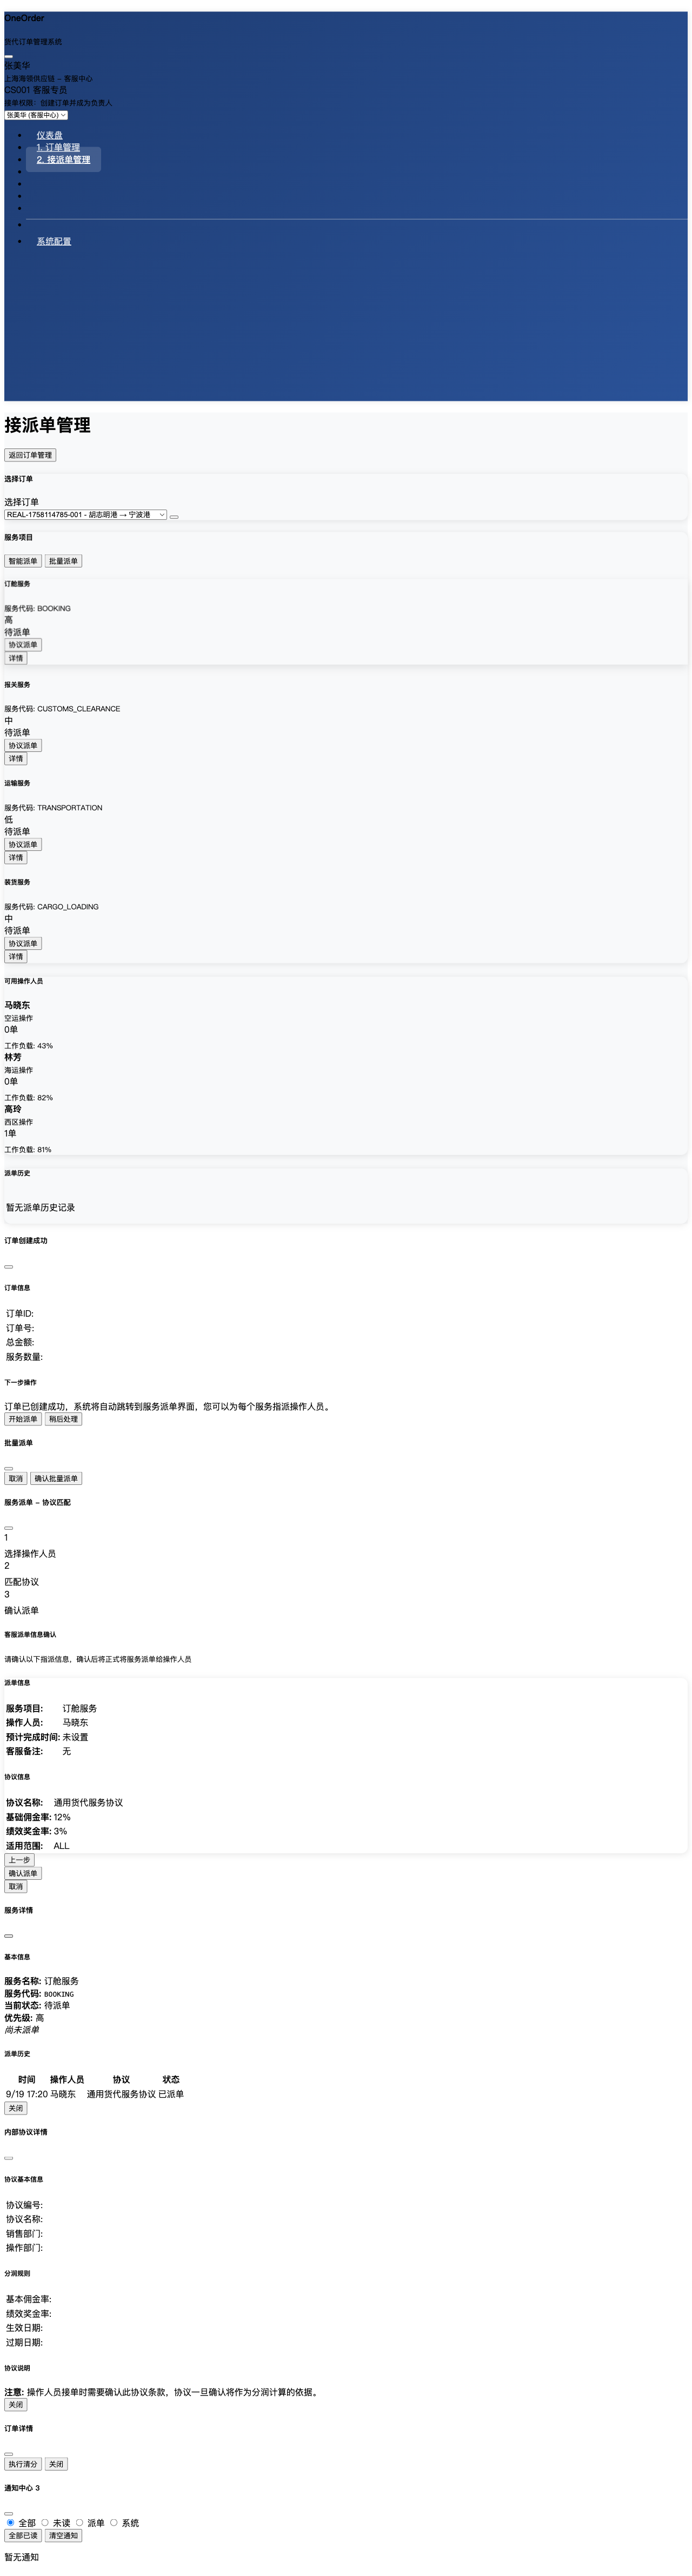 OneOrder
货代订单管理系统
张美华
上海海领供应链 - 客服中心
CS001 客服专员
接单权限：创建订单并成为负责人
张美华 (客服中心)
仪表盘
1. 订单管理
2. 接派单管理
系统配置
接派单管理
返回订单管理
选择订单
选择订单
REAL-1758114785-001 - 胡志明港 → 宁波港
服务项目
智能派单 批量派单
订舱服务
服务代码: BOOKING
高
待派单
协议派单
详情
报关服务
服务代码: CUSTOMS_CLEARANCE
中
待派单
协议派单
详情
运输服务
服务代码: TRANSPORTATION
低
待派单
协议派单
详情
装货服务
服务代码: CARGO_LOADING
中
待派单
协议派单
详情
可用操作人员
马晓东
空运操作
0单
工作负载: 43%
林芳
海运操作
0单
工作负载: 82%
高玲
西区操作
1单
工作负载: 81%
派单历史
暂无派单历史记录
订单创建成功
订单信息
订单ID:
订单号:
总金额:
服务数量:
下一步操作
订单已创建成功，系统将自动跳转到服务派单界面，您可以为每个服务指派操作人员。
开始派单 稍后处理
批量派单
取消 确认批量派单
服务派单 - 协议匹配
1
选择操作人员
2
匹配协议
3
确认派单
客服派单信息确认
请确认以下指派信息，确认后将正式将服务派单给操作人员
派单信息
服务项目: 订舱服务
操作人员: 马晓东
预计完成时间: 未设置
客服备注: 无
协议信息
协议名称: 通用货代服务协议
基础佣金率: 12%
绩效奖金率: 3%
适用范围: ALL
上一步
确认派单
取消
服务详情
基本信息
服务名称: 订舱服务
服务代码: BOOKING
当前状态: 待派单
优先级: 高
尚未派单
派单历史
时间 操作人员 协议 状态
9/19 17:20 马晓东 通用货代服务协议 已派单
关闭
内部协议详情
协议基本信息
协议编号:
协议名称:
销售部门:
操作部门:
分润规则
基本佣金率:
绩效奖金率:
生效日期:
过期日期:
协议说明
注意: 操作人员接单时需要确认此协议条款，协议一旦确认将作为分润计算的依据。
关闭
订单详情
执行清分 关闭
通知中心 3
全部 未读 派单 系统
全部已读 清空通知
暂无通知